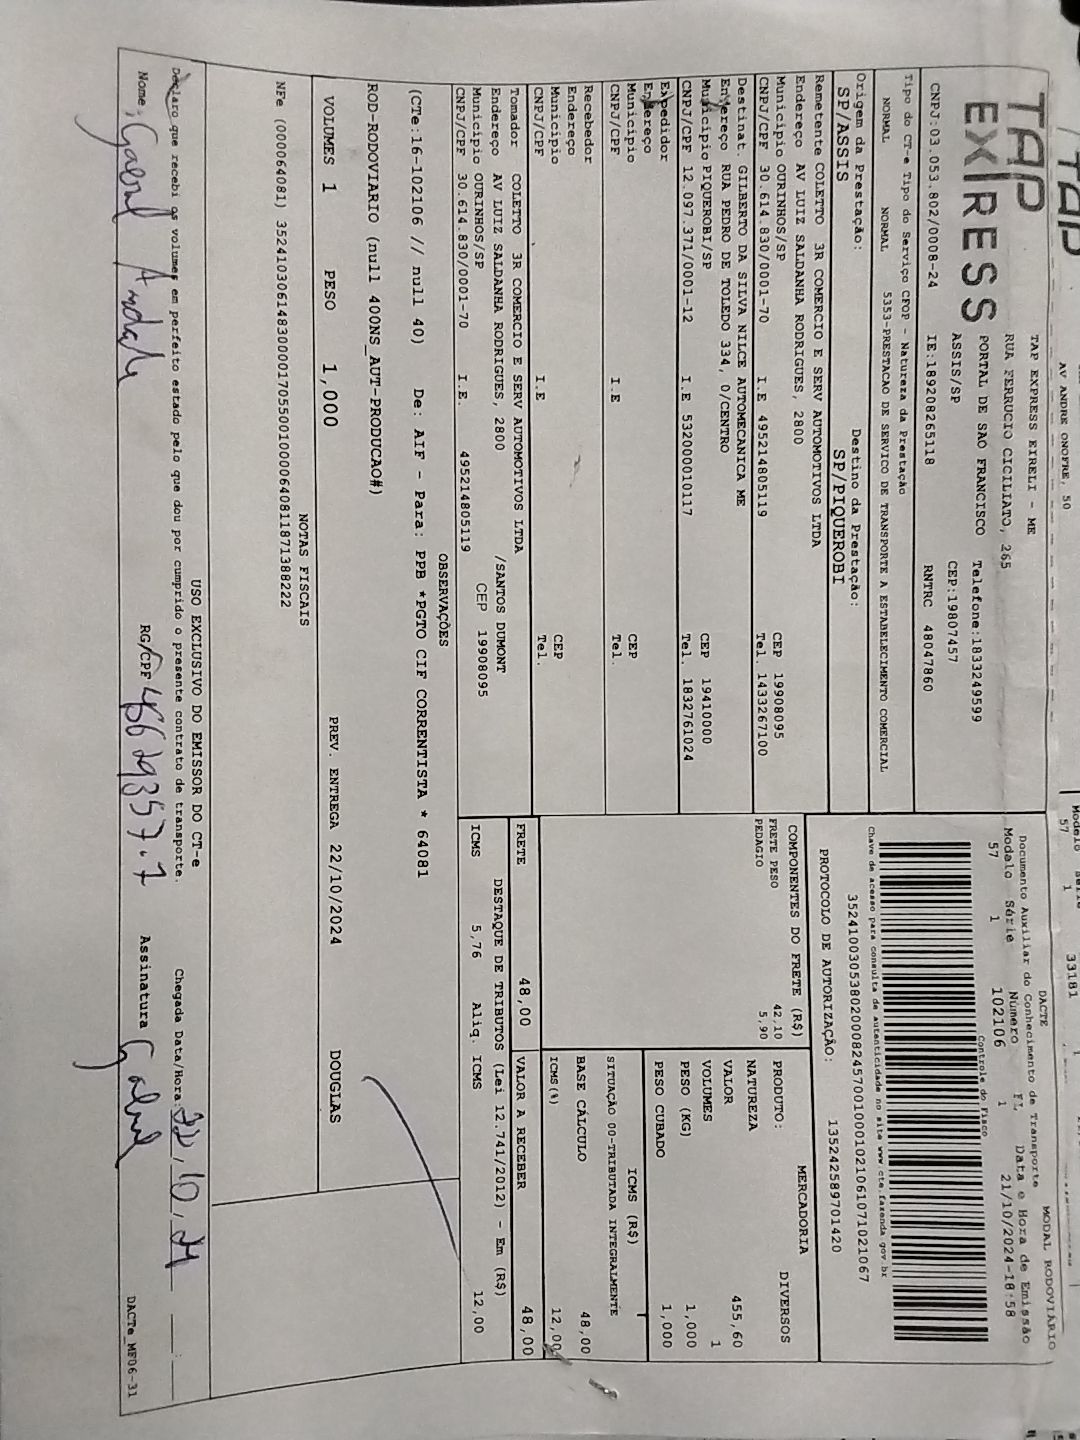 AV ANDRE ONOFRE, 50
TAP
33181
TAP
EXPRESS
TAP EXPRESS EIRELI - ME
RUA FERRUCIO CICILIATO, 265
PORTAL DE SAO FRANCISCO Telefone:1833249599
ASSIS/SP CEP:19807457
CNPJ:03.053.802/0008-24 IE:189208265118 RNTRC 48047860
DACTE MODAL RODOVIÁRIO
Documento Auxiliar do Conhecimento de Transporte
Modalo Série Número FL Data e Hora de Emissão
57 1 102106 1 21/10/2024-18:58
Controle do Fisco
Chave de acesso para consulta de autenticidade no site www.cte.fazenda.gov.br
35241003053802000824570010001021061071021067
PROTOCOLO DE AUTORIZAÇÃO: 135242589701420
Tipo do CT-e Tipo do Serviço CFOP - Natureza da Prestação
NORMAL NORMAL 5353-PRESTACAO DE SERVICO DE TRANSPORTE A ESTABELECIMENTO COMERCIAL
Origem da Prestação: Destino da Prestação:
SP/ASSIS SP/PIQUEROBI
Remetente COLETTO 3R COMERCIO E SERV AUTOMOTIVOS LTDA
Endereço AV LUIZ SALDANHA RODRIGUES, 2800
Município OURINHOS/SP CEP 19908095
CNPJ/CPF 30.614.830/0001-70 I.E 495214805119 Tel. 1433267100
Destinat. GILBERTO DA SILVA NILCE AUTOMECANICA ME
Endereço RUA PEDRO DE TOLEDO 334, 0/CENTRO
Município PIQUEROBI/SP CEP 19410000
CNPJ/CPF 12.097.371/0001-12 I.E 53200010117 Tel. 1832761024
Expedidor
Endereço
Município CEP
CNPJ/CPF I.E Tel.
Recebedor
Endereço
Município CEP
CNPJ/CPF I.E Tel.
Tomador COLETTO 3R COMERCIO E SERV AUTOMOTIVOS LTDA
Endereço AV LUIZ SALDANHA RODRIGUES, 2800 /SANTOS DUMONT
Município OURINHOS/SP CEP 19908095
CNPJ/CPF 30.614.830/0001-70 I.E. 495214805119
COMPONENTES DO FRETE (R$)
FRETE PESO 42,10
PEDAGIO 5,90
MERCADORIA
PRODUTO: DIVERSOS
NATUREZA
VALOR 455,60
VOLUMES 1
PESO (KG) 1,000
PESO CUBADO 1,000
ICMS (R$)
SITUAÇÃO 00-TRIBUTADA INTEGRALMENTE
BASE CÁLCULO 48,00
ICMS(%) 12,00
FRETE 48,00 VALOR A RECEBER 48,00
DESTAQUE DE TRIBUTOS (Lei 12.741/2012) - Em (R$)
ICMS 5,76 Aliq. ICMS 12,00
OBSERVAÇÕES
(CTe:16-102106 // null 40) De: AIF - Para: PPB *PGTO CIF CORRENTISTA * 64081
ROD-RODOVIARIO (null 400NS_AUT-PRODUCAO#)
VOLUMES 1 PESO 1,000 PREV. ENTREGA 22/10/2024 DOUGLAS
NOTAS FISCAIS
NFe (000064081) 35241030614830000170550010000640811871388222
USO EXCLUSIVO DO EMISSOR DO CT-e
Declaro que recebi os volumes em perfeito estado pelo que dou por cumprido o presente contrato de transporte. Chegada Data/Hora: 22/10/24 :
Nome: RG/CPF Assinatura
DACTe_MF06-31